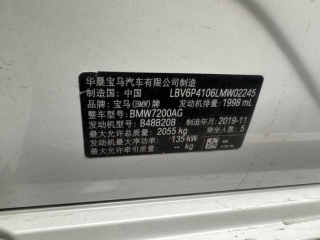 华晨宝马汽车有限公司制造
制造国：中国 LBV6P4106LMW02245
品牌：宝马(BMW)牌 发动机排量：1998 mL
整车型号：BMW7200AG
发动机型号：B48B20B 制造年月：2019-11
最大允许总质量：2055 kg 乘坐人数：5
发动机最大净功率：135 kW
最大允许牵引质量：-- kg